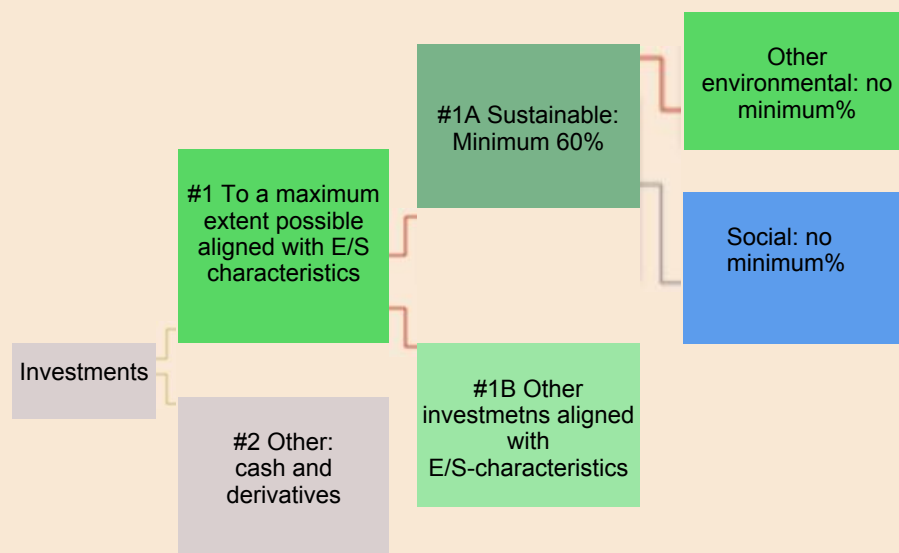 Investments
#1 To a maximum
extent possible
aligned with E/S
characteristics
#2 Other:
cash and
derivatives
#1A Sustainable:
Minimum 60%
#1B Other
investmetns aligned
with
E/S-characteristics
Other
environmental: no
minimum%
Social: no
minimum%